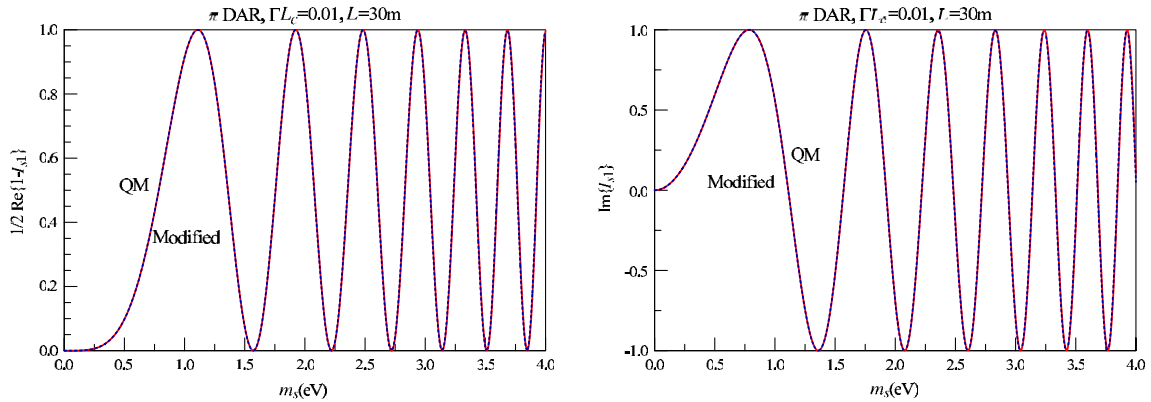 π DAR, ΓL_c=0.01, L=30m
1/2 Re{1-I_s1}
1.0
0.8
0.6
0.4
0.2
0.0
QM
Modified
0.0 0.5 1.0 1.5 2.0 2.5 3.0 3.5 4.0
m_s(eV)
π DAR, =0.01, L=30m
Im{I_s1}
1.0
0.5
0.0
-0.5
-1.0
QM
Modified
0.0 0.5 1.0 1.5 2.0 2.5 3.0 3.5 4.0
m_s(eV)